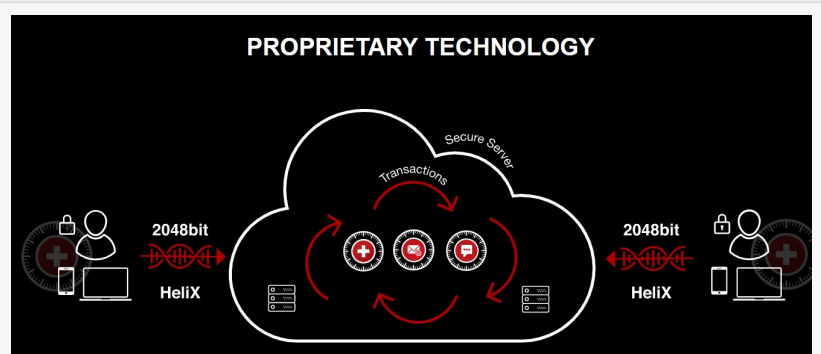 PROPRIETARY TECHNOLOGY
Secure Server
Transactions
2048bit
HeliX
2048bit
HeliX